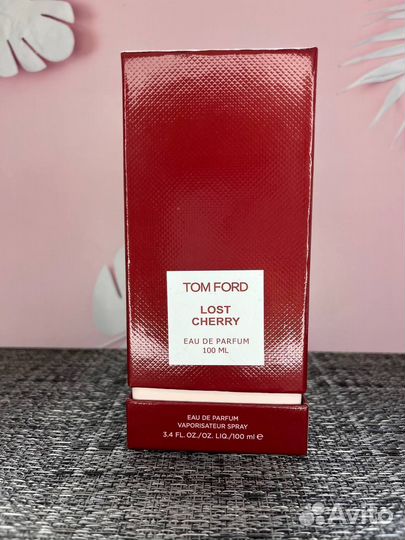 TOM FORD
LOST
CHERRY
EAU DE PARFUM
100 ML
EAU DE PARFUM
VAPORISATEUR SPRAY
3.4 FL.OZ./OZ. LIQ./100 ml ℮
Avito